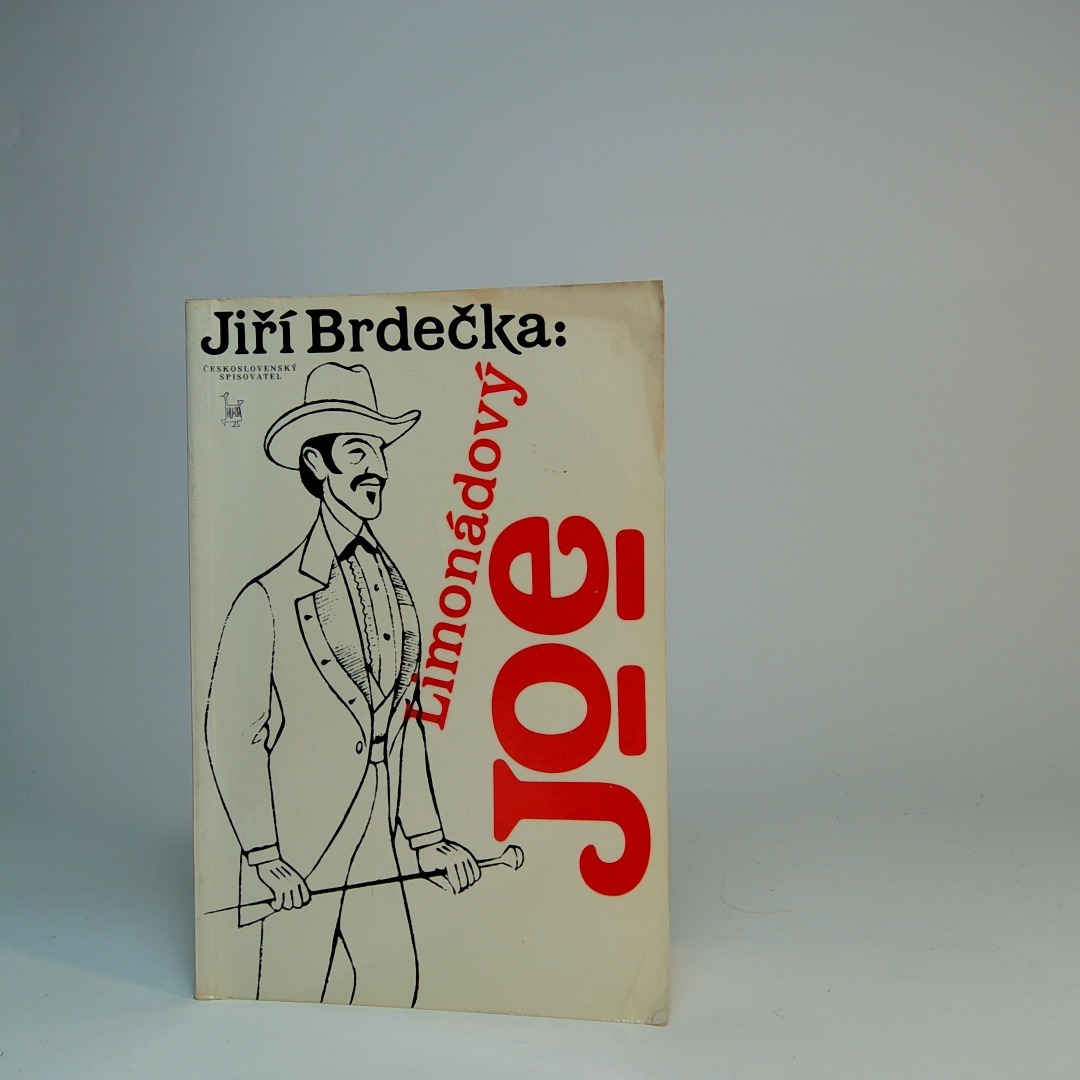 Jiří Brdečka:
ČESKOSLOVENSKÝ
SPISOVATEL
Limonádový
Joe